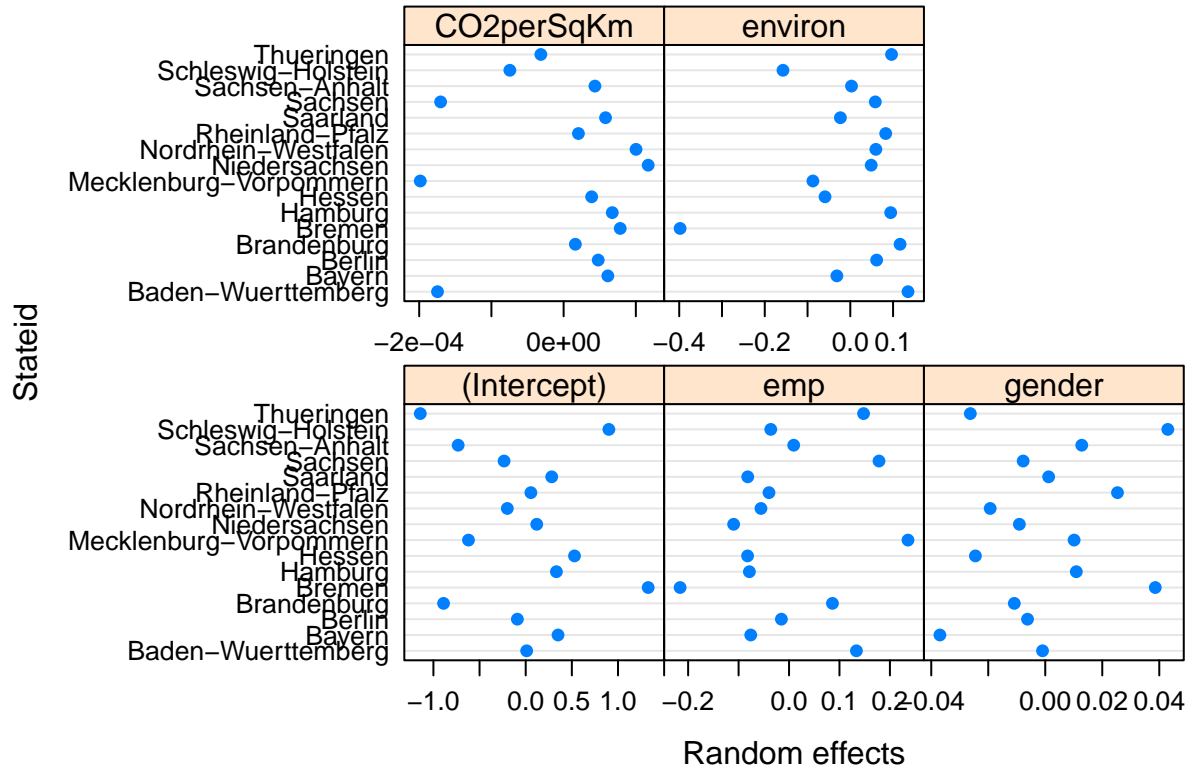 CO2perSqKm environ
Thueringen
Schleswig−Holstein
Sachsen−Anhalt
Sachsen
Saarland
Rheinland−Pfalz
Nordrhein−Westfalen
Niedersachsen
Mecklenburg−Vorpommern
Hessen
Hamburg
Bremen
Brandenburg
Berlin
Bayern
Baden−Wuerttemberg
−2e−04 0e+00 −0.4 −0.2 0.0 0.1
Stateid
(Intercept) emp gender
Thueringen
Schleswig−Holstein
Sachsen−Anhalt
Sachsen
Saarland
Rheinland−Pfalz
Nordrhein−Westfalen
Niedersachsen
Mecklenburg−Vorpommern
Hessen
Hamburg
Bremen
Brandenburg
Berlin
Bayern
Baden−Wuerttemberg
−1.0 0.0 0.5 1.0 −0.2 0.0 0.1 0.2 −0.04 0.00 0.02 0.04
Random effects